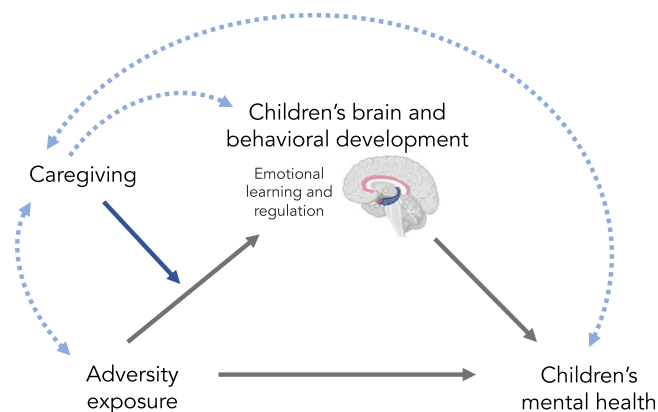 Children's brain and
behavioral development
Emotional
learning and
regulation
Caregiving
Adversity
exposure
Children's
mental health